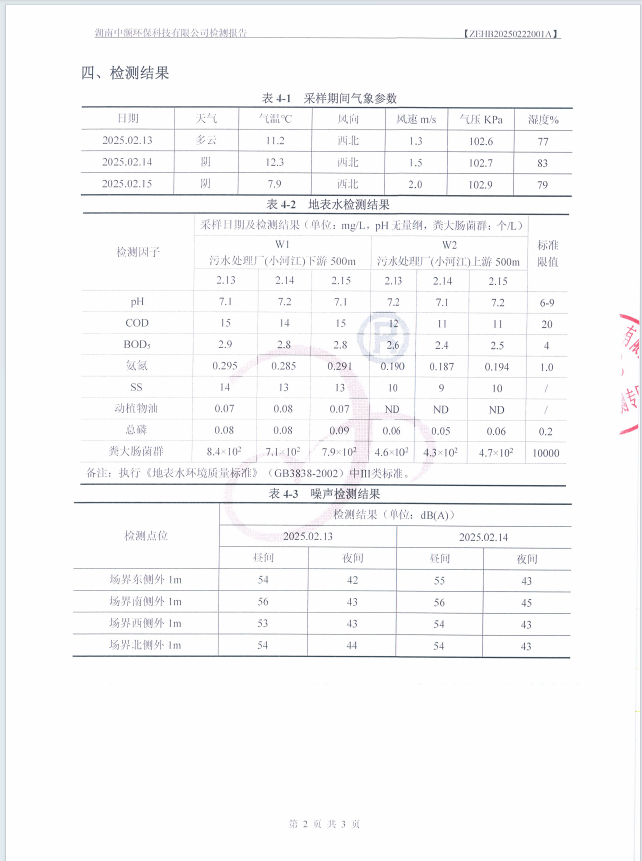 湖南中颢环保科技有限公司检测报告 【ZEHB20250222001A】
四、检测结果
表 4-1 采样期间气象参数
日期 天气 气温℃ 风向 风速 m/s 气压 KPa 湿度%
2025.02.13 多云 11.2 西北 1.3 102.6 77
2025.02.14 阴 12.3 西北 1.5 102.7 83
2025.02.15 阴 7.9 西北 2.0 102.9 79
表 4-2 地表水检测结果
检测因子 采样日期及检测结果（单位：mg/L，pH 无量纲，粪大肠菌群：个/L） 标准限值
W1 W2
污水处理厂(小河江)下游 500m 污水处理厂(小河江)上游 500m
2.13 2.14 2.15 2.13 2.14 2.15
pH 7.1 7.2 7.1 7.2 7.1 7.2 6-9
COD 15 14 15 12 11 11 20
BOD₅ 2.9 2.8 2.8 2.6 2.4 2.5 4
氨氮 0.295 0.285 0.291 0.190 0.187 0.194 1.0
SS 14 13 13 10 9 10 /
动植物油 0.07 0.08 0.07 ND ND ND /
总磷 0.08 0.08 0.09 0.06 0.05 0.06 0.2
粪大肠菌群 8.4×10² 7.1×10² 7.9×10² 4.6×10² 4.3×10² 4.7×10² 10000
备注：执行《地表水环境质量标准》（GB3838-2002）中Ⅲ类标准。
表 4-3 噪声检测结果
检测点位 检测结果（单位：dB(A)）
2025.02.13 2025.02.14
昼间 夜间 昼间 夜间
场界东侧外 1m 54 42 55 43
场界南侧外 1m 56 43 56 45
场界西侧外 1m 53 43 54 43
场界北侧外 1m 54 44 54 43
第 2 页 共 3 页